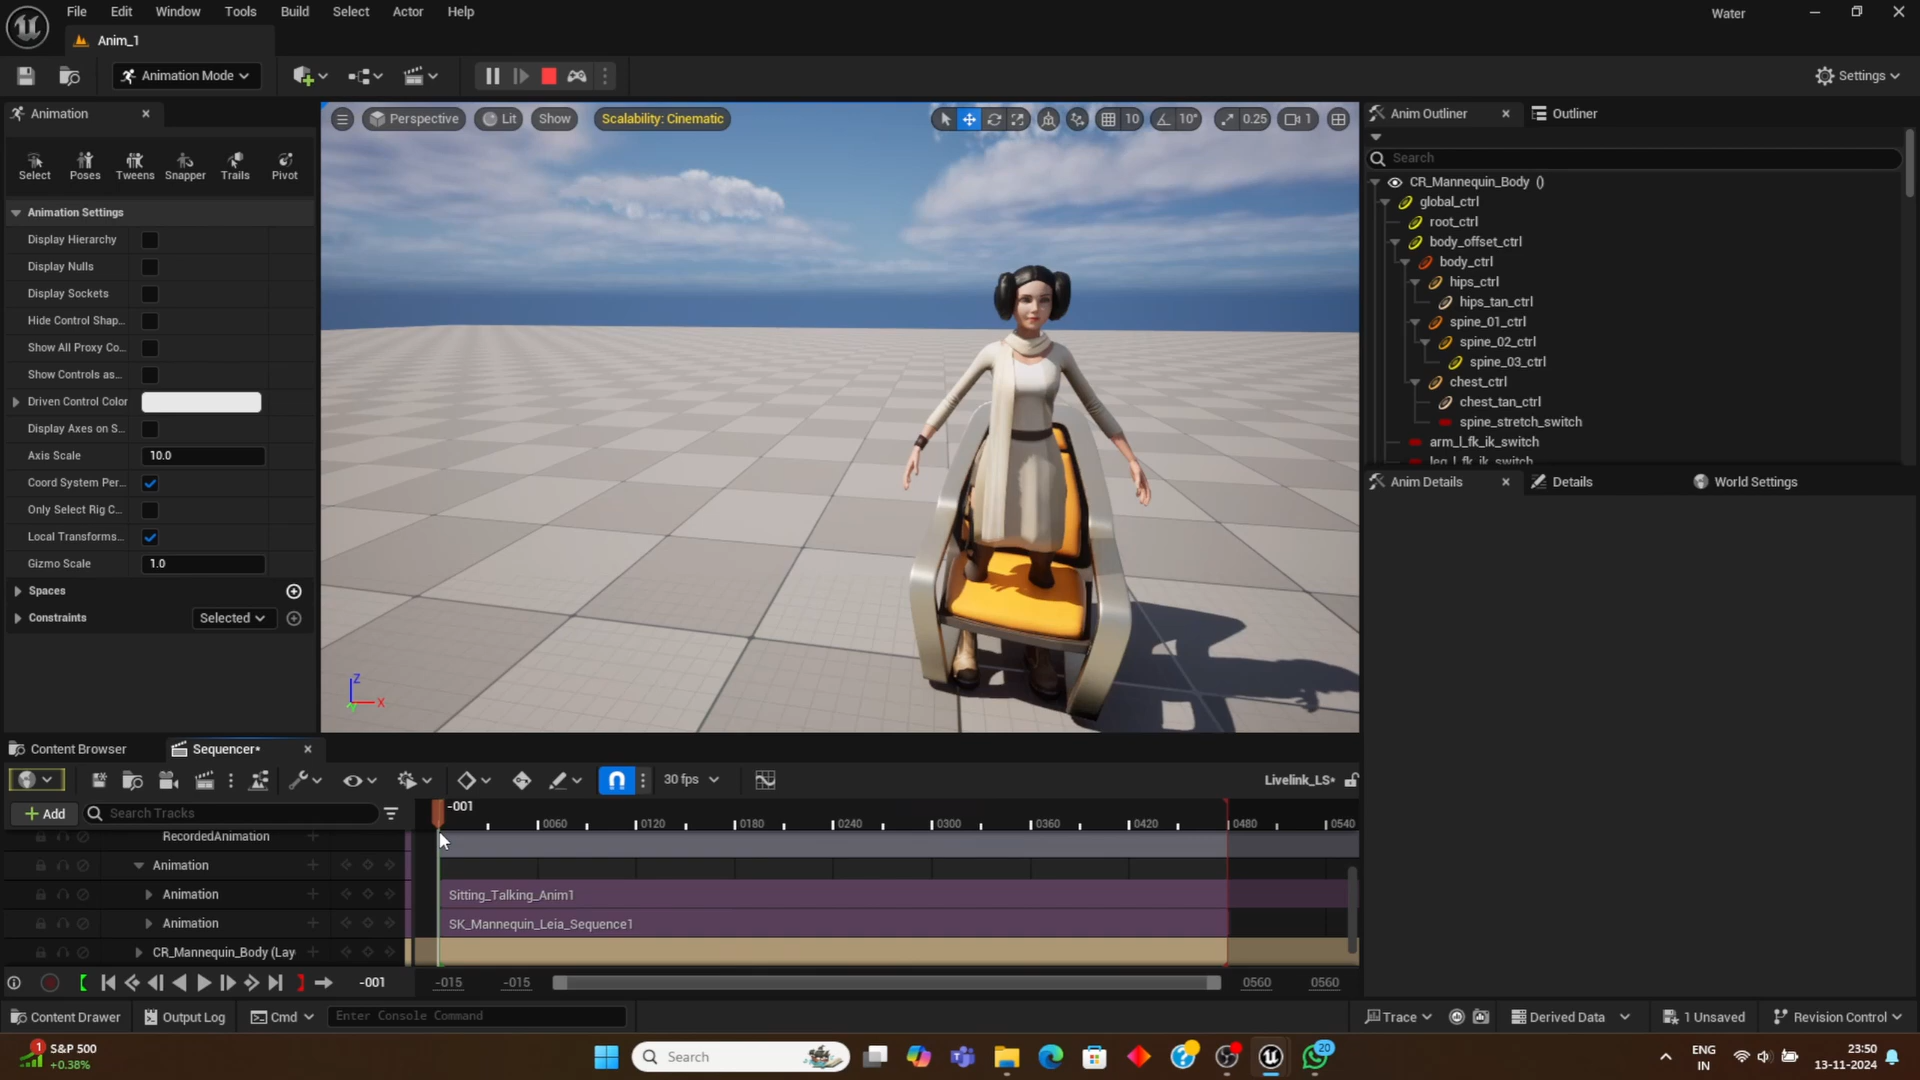 File Edit Window Tools Build Select Actor Help
Water
Anim_1
Animation Mode
Settings
Animation
Select Poses Tweens Snapper Trails Pivot
Animation Settings
Display Hierarchy
Display Nulls
Display Sockets
Hide Control Shap...
Show All Proxy Co...
Show Controls as...
Driven Control Color
Display Axes on S...
Axis Scale 10.0
Coord System Per...
Only Select Rig C...
Local Transforms...
Gizmo Scale 1.0
Spaces
Constraints Selected
Perspective Lit Show Scalability: Cinematic 10 10° 0.25 1
Z
X
Anim Outliner Outliner
Search
CR_Mannequin_Body ()
global_ctrl
root_ctrl
body_offset_ctrl
body_ctrl
hips_ctrl
hips_tan_ctrl
spine_01_ctrl
spine_02_ctrl
spine_03_ctrl
chest_ctrl
chest_tan_ctrl
spine_stretch_switch
arm_l_fk_ik_switch
leg_l_fk_ik_switch
Anim Details Details World Settings
Content Browser Sequencer*
30 fps Livelink_LS*
+ Add Search Tracks
-001
0060 0120 0180 0240 0300 0360 0420 0480 0540
RecordedAnimation
Animation
Animation Sitting_Talking_Anim1
Animation SK_Mannequin_Leia_Sequence1
CR_Mannequin_Body (Lay
-001 -015 -015 0560 0560
Content Drawer Output Log Cmd Enter Console Command Trace Derived Data 1 Unsaved Revision Control
1 S&P 500
+0.38%
Search
20
ENG
IN
23:50
13-11-2024